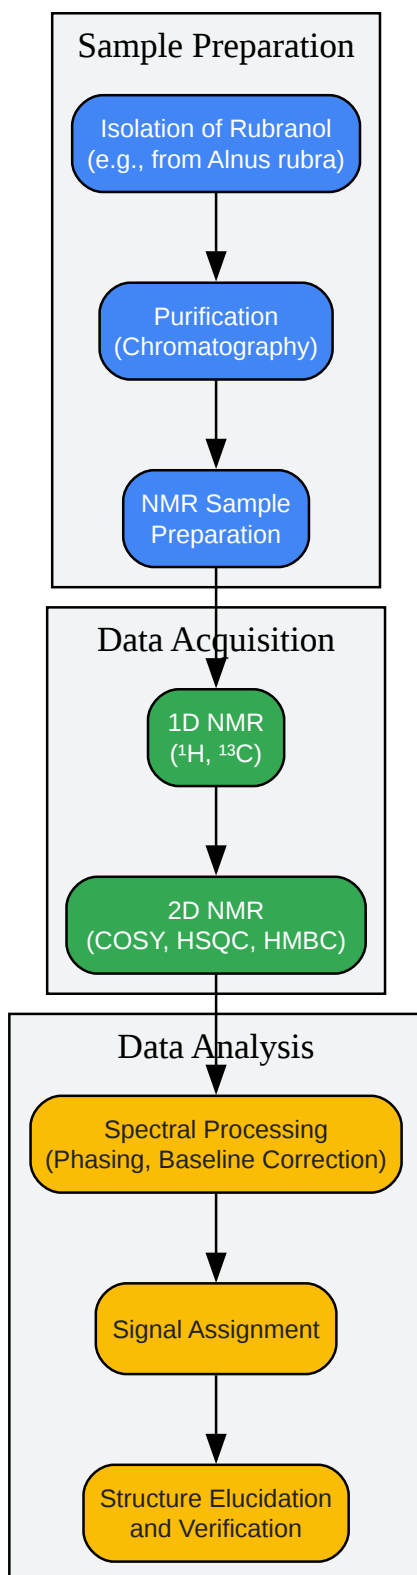 Sample Preparation
Isolation of Rubranol
(e.g., from Alnus rubra)
Purification
(Chromatography)
NMR Sample
Preparation
Data Acquisition
1D NMR
(¹H, ¹³C)
2D NMR
(COSY, HSQC, HMBC)
Data Analysis
Spectral Processing
(Phasing, Baseline Correction)
Signal Assignment
Structure Elucidation
and Verification